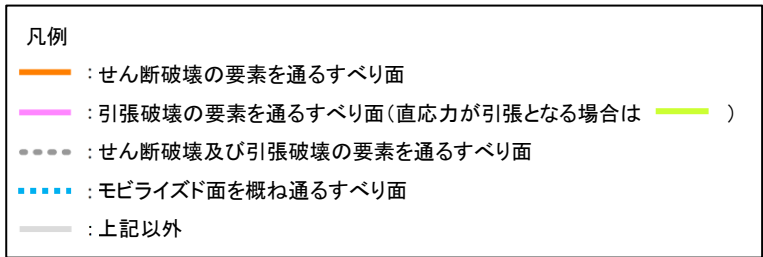 凡例
：せん断破壊の要素を通るすべり面
：引張破壊の要素を通るすべり面（直応力が引張となる場合は　　　）
：せん断破壊及び引張破壊の要素を通るすべり面
：モビライズド面を概ね通るすべり面
：上記以外